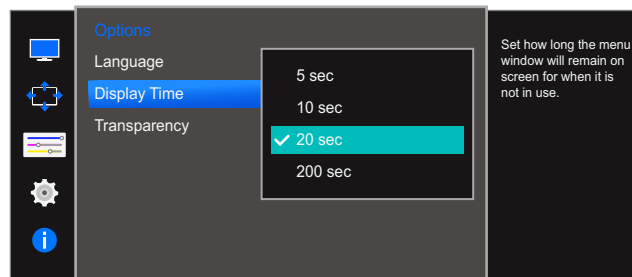 Options
Language
Display Time
Transparency
5 sec
10 sec
20 sec
200 sec
Set how long the menu
window will remain on
screen for when it is
not in use.